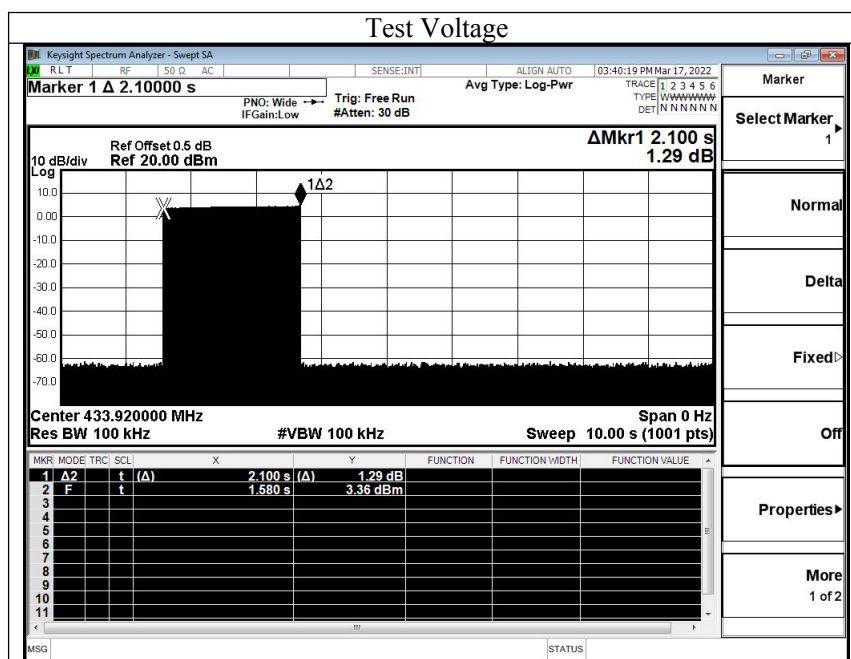 Test Voltage
Keysight Spectrum Analyzer - Swept SA
LXI RLT RF 50 Ω AC SENSE:INT ALIGN AUTO 03:40:19 PM Mar 17, 2022
Marker 1 Δ 2.10000 s
PNO: Wide
IFGain:Low
Trig: Free Run
#Atten: 30 dB
Avg Type: Log-Pwr
TRACE 1 2 3 4 5 6
TYPE WWWWWW
DET N N N N N N
Ref Offset 0.5 dB
10 dB/div Ref 20.00 dBm
ΔMkr1 2.100 s
1.29 dB
Log
10.0
0.00
-10.0
-20.0
-30.0
-40.0
-50.0
-60.0
-70.0
1Δ2
Center 433.920000 MHz Span 0 Hz
Res BW 100 kHz #VBW 100 kHz Sweep 10.00 s (1001 pts)
MKR MODE TRC SCL X Y FUNCTION FUNCTION WIDTH FUNCTION VALUE
1 Δ2 t (Δ) 2.100 s (Δ) 1.29 dB
2 F t 1.580 s 3.36 dBm
3
4
5
6
7
8
9
10
11
MSG STATUS
Marker
Select Marker
1
Normal
Delta
Fixed
Off
Properties
More
1 of 2